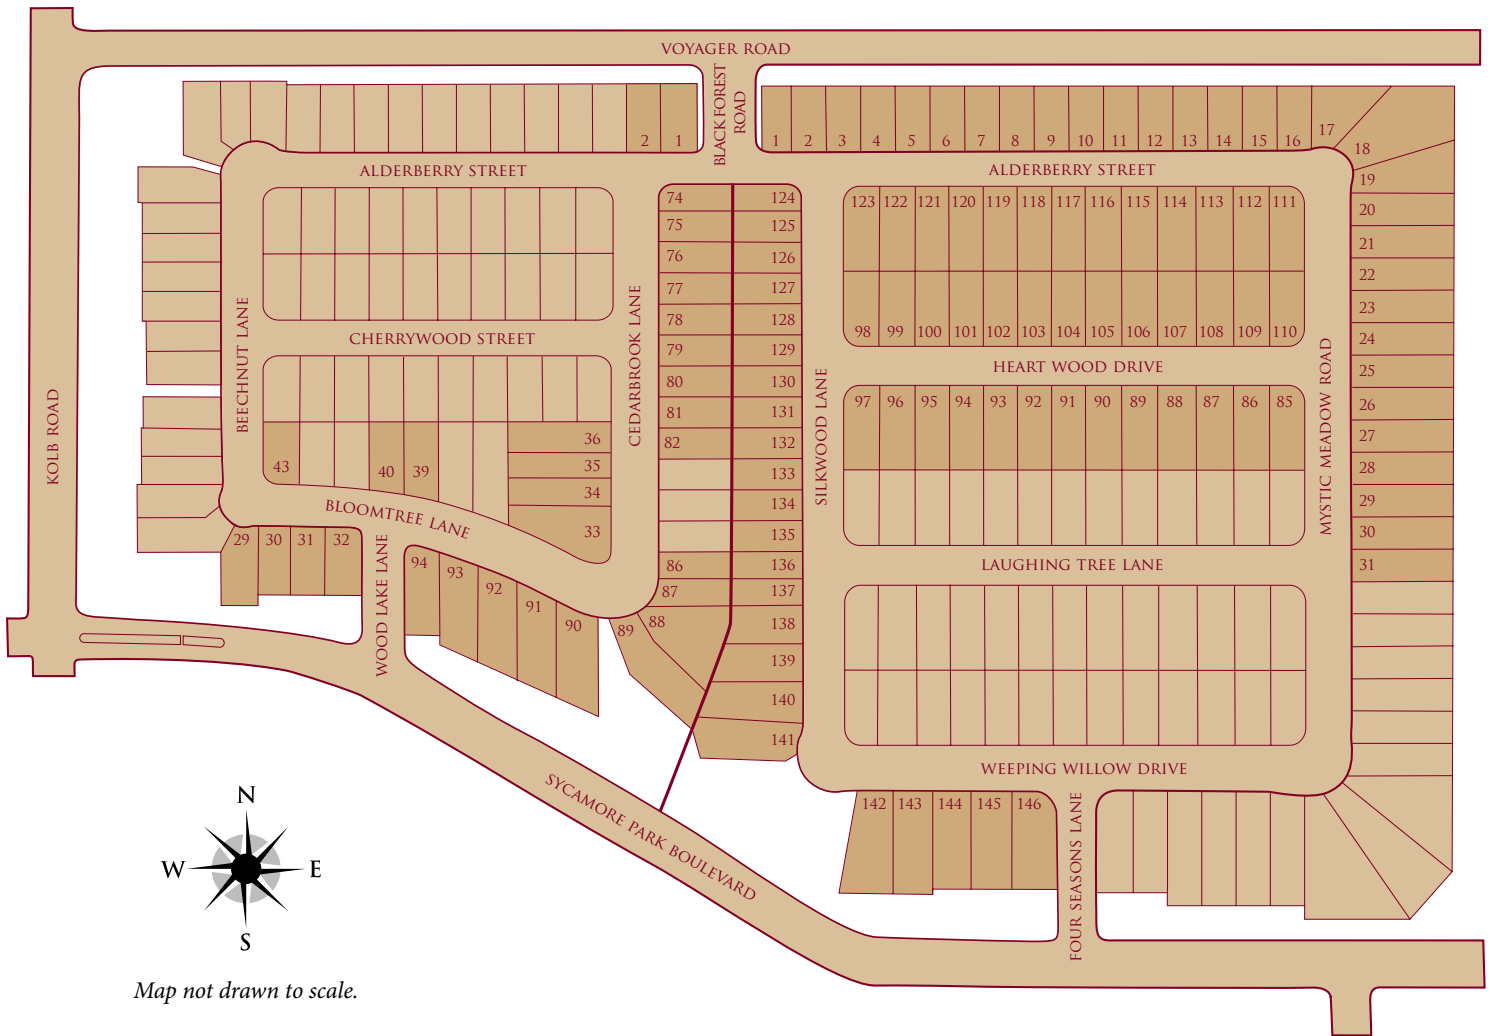 VOYAGER ROAD
BLACK FOREST
ROAD
2 1
1 2 3 4 5 6 7 8 9 10 11 12 13 14 15 16 17
18
19
20
21
22
23
24
25
26
27
28
29
30
31
ALDERBERRY STREET
ALDERBERRY STREET
74
75
76
77
78
79
80
81
82
86
87
88
89
124
125
126
127
128
129
130
131
132
133
134
135
136
137
138
139
140
141
123 122 121 120 119 118 117 116 115 114 113 112 111
98 99 100 101 102 103 104 105 106 107 108 109 110
HEART WOOD DRIVE
97 96 95 94 93 92 91 90 89 88 87 86 85
LAUGHING TREE LANE
WEEPING WILLOW DRIVE
142 143 144 145 146
KOLB ROAD
BEECHNUT LANE
CHERRYWOOD STREET
CEDARBROOK LANE
SILKWOOD LANE
MYSTIC MEADOW ROAD
43 40 39
36
35
34
33
BLOOMTREE LANE
29 30 31 32
WOOD LAKE LANE
94 93 92 91 90
SYCAMORE PARK BOULEVARD
FOUR SEASONS LANE
N
W E
S
Map not drawn to scale.